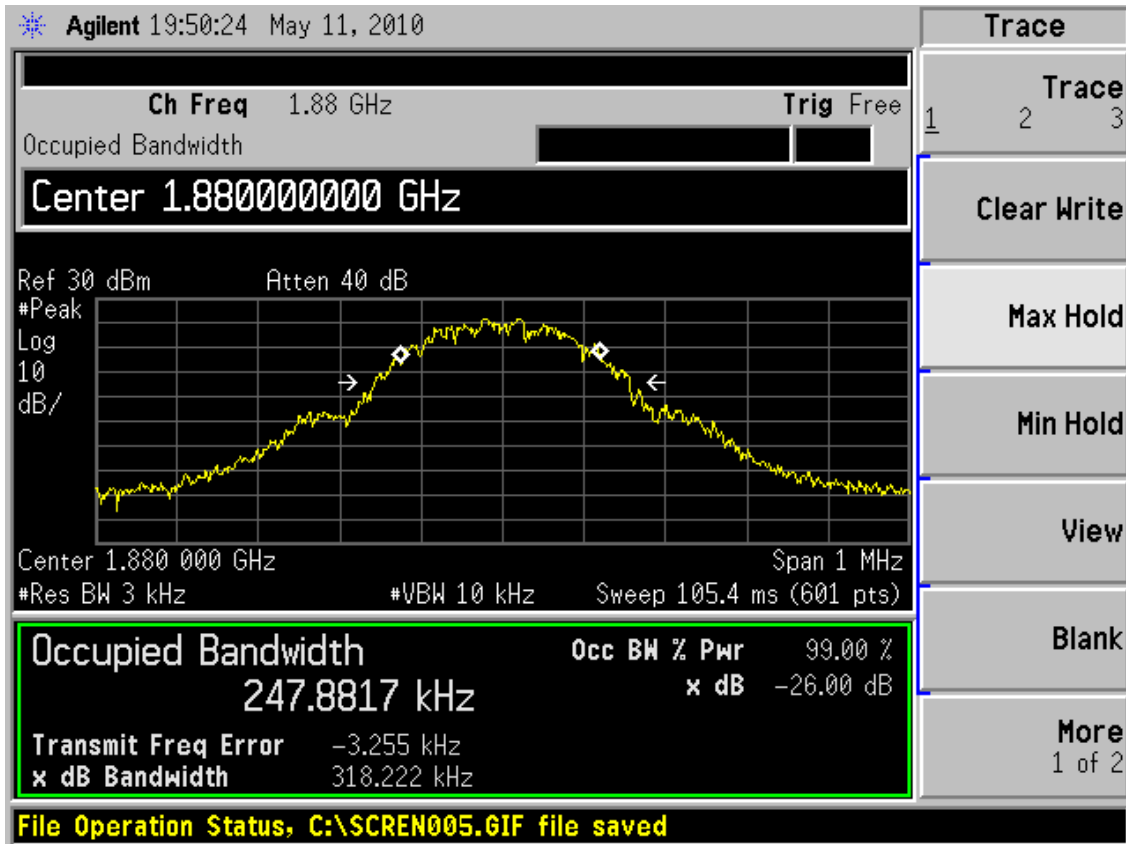 Agilent 19:50:24 May 11, 2010
Trace
Ch Freq 1.88 GHz
Trig Free
Occupied Bandwidth
Center 1.880000000 GHz
Ref 30 dBm
Atten 40 dB
#Peak
Log
10
dB/
Center 1.880 000 GHz
Span 1 MHz
#Res BW 3 kHz
#VBW 10 kHz
Sweep 105.4 ms (601 pts)
Occupied Bandwidth
247.8817 kHz
Occ BW % Pwr 99.00 %
x dB -26.00 dB
Transmit Freq Error -3.255 kHz
x dB Bandwidth 318.222 kHz
File Operation Status, C:\SCREN005.GIF file saved
Trace
1 2 3
Clear Write
Max Hold
Min Hold
View
Blank
More
1 of 2